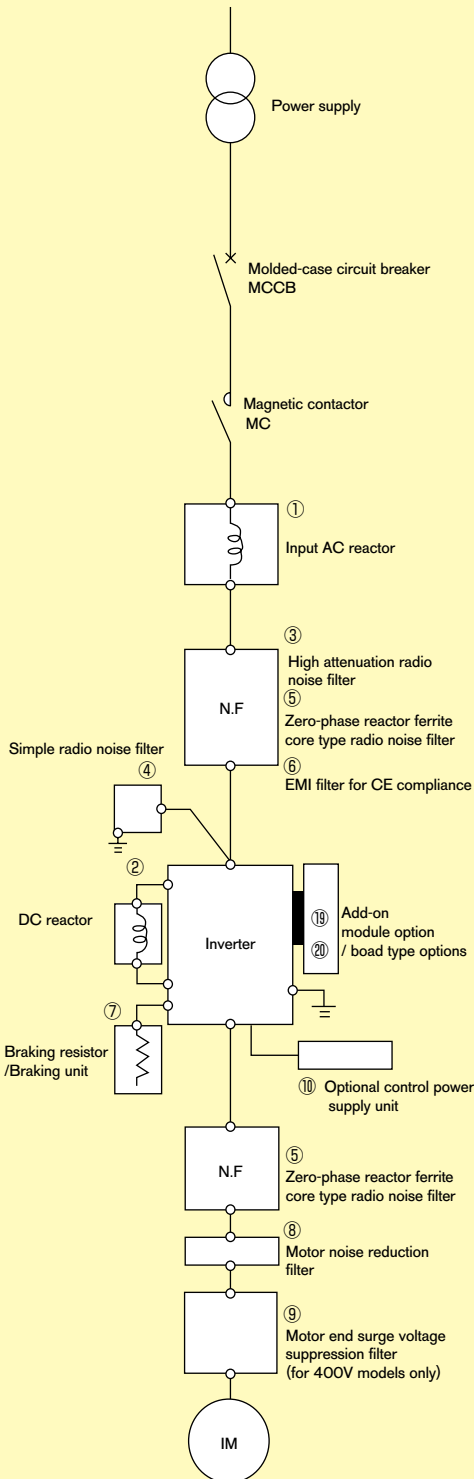 Power supply
Molded-case circuit breaker
MCCB
Magnetic contactor
MC
①
Input AC reactor
③
High attenuation radio
noise filter
N.F
⑤
Zero-phase reactor ferrite
core type radio noise filter
Simple radio noise filter
④
⑥
EMI filter for CE compliance
②
DC reactor
Inverter
⑲ Add-on
module option
⑳ / boad type options
⑦
Braking resistor
/Braking unit
⑩ Optional control power
supply unit
N.F
⑤
Zero-phase reactor ferrite
core type radio noise filter
⑧
Motor noise reduction
filter
⑨
Motor end surge voltage
suppression filter
(for 400V models only)
IM